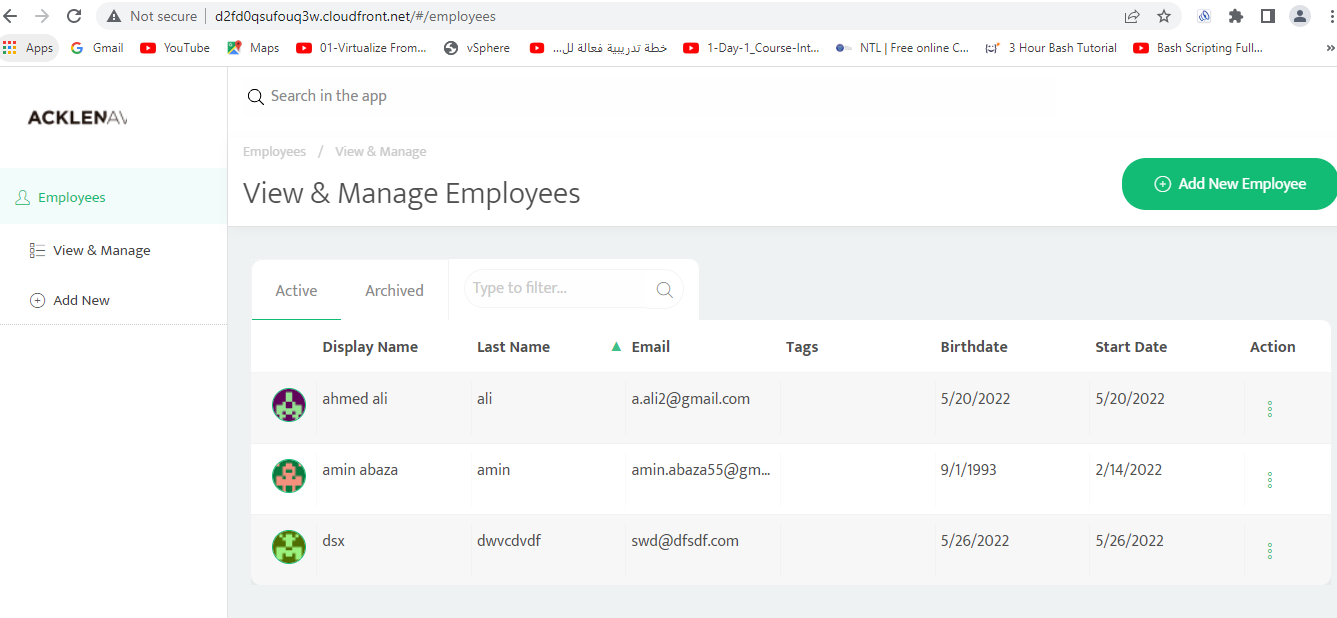 Not secure d2fd0qsufouq3w.cloudfront.net/#/employees
Apps Gmail YouTube Maps 01-Virtualize From... vSphere خطة تدريبية فعالة لل... 1-Day-1_Course-Int... NTL | Free online C... 3 Hour Bash Tutorial Bash Scripting Full... »
ACKLENAV
Search in the app
Employees / View & Manage
View & Manage Employees
Add New Employee
Employees
View & Manage
Add New
Active Archived Type to filter...
Display Name Last Name Email Tags Birthdate Start Date Action
ahmed ali ali a.ali2@gmail.com 5/20/2022 5/20/2022
amin abaza amin amin.abaza55@gm... 9/1/1993 2/14/2022
dsx dwvcdvdf swd@dfsdf.com 5/26/2022 5/26/2022